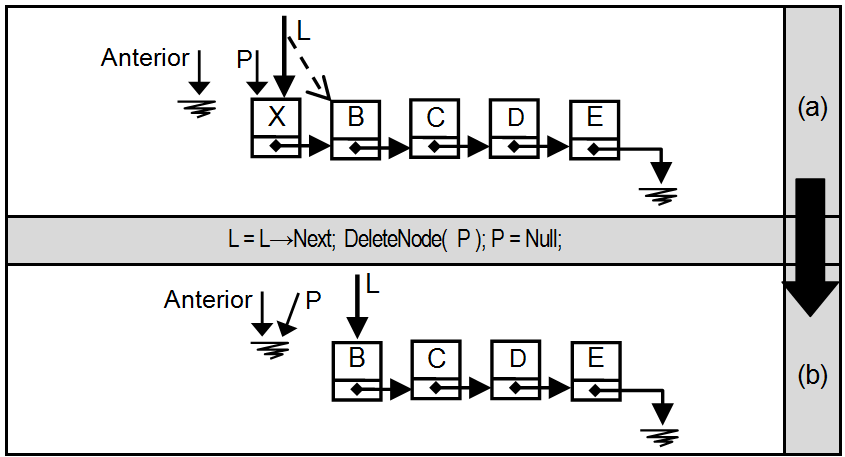 L
Anterior P
X B C D E
(a)
L = L→Next; DeleteNode( P ); P = Null;
L
Anterior P
B C D E
(b)